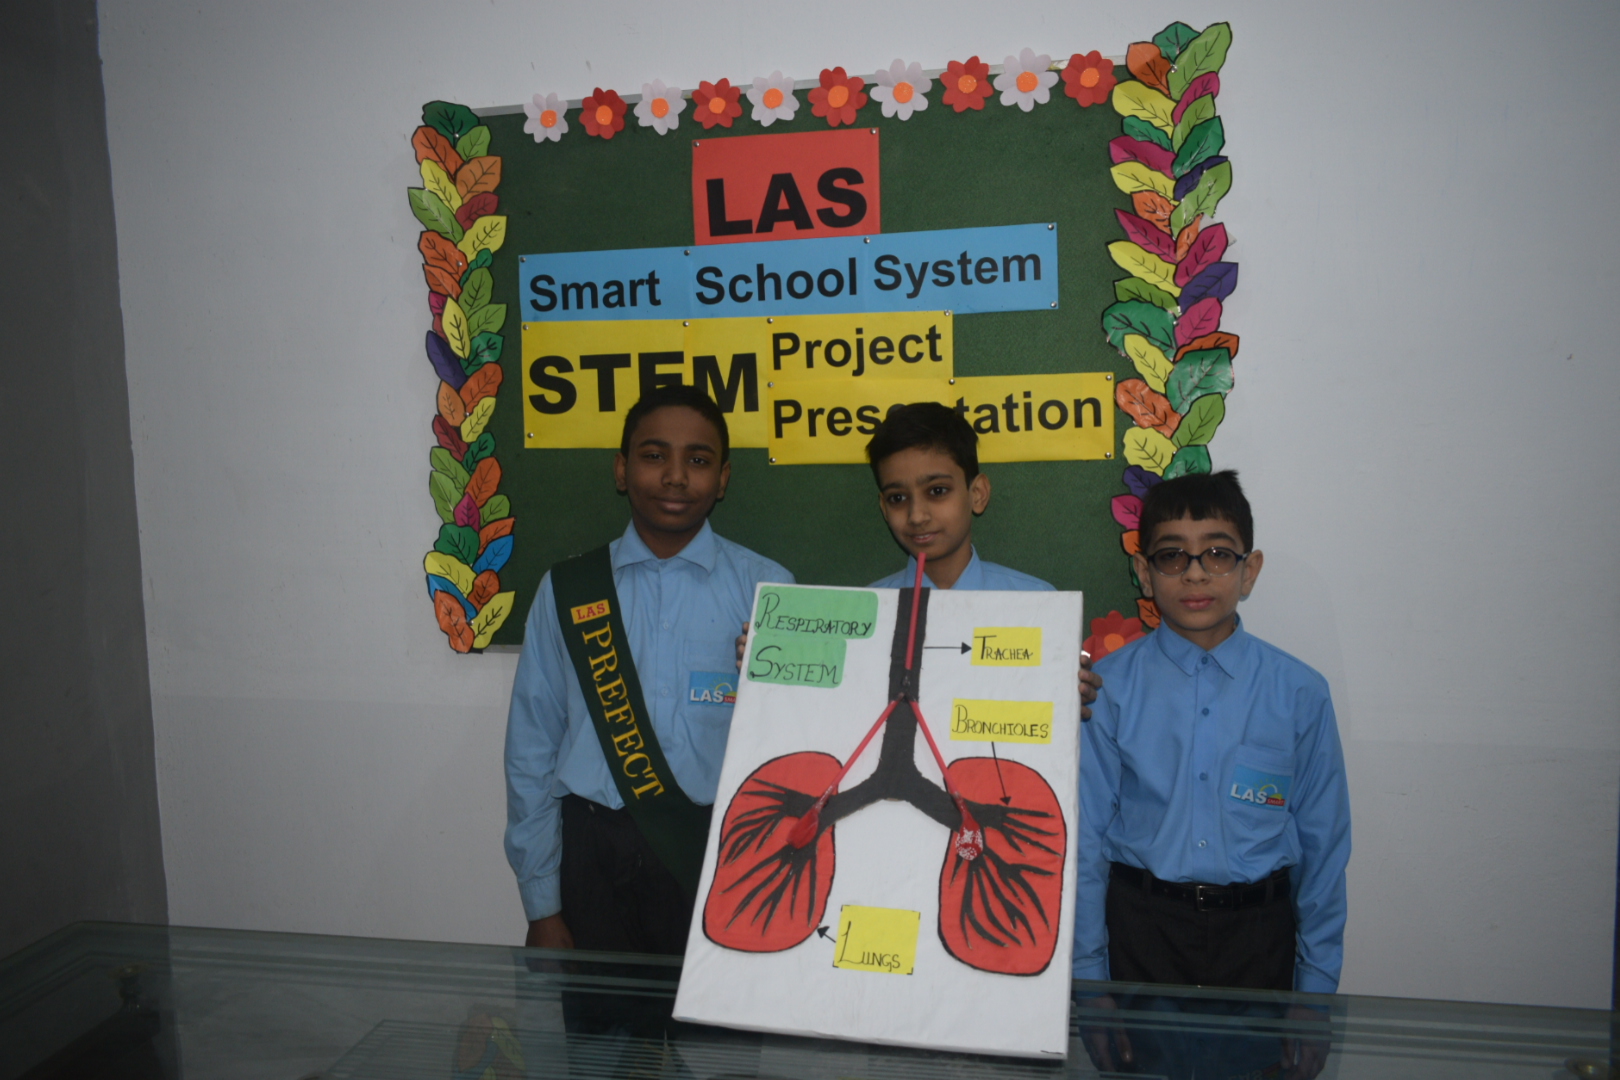 LAS
Smart School System
STEM Project
Presentation
LAS
PREFECT
LAS
RESPIRATORY
SYSTEM
TRACHEA
BRONCHIOLES
LUNGS
LAS